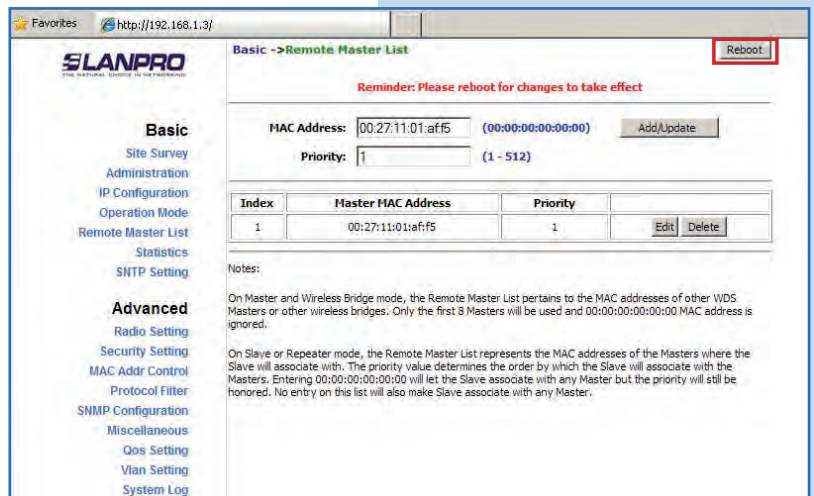 Favorites http://192.168.1.3/
LANPRO
THE NATURAL CHOICE IN NETWORKING
Basic
Site Survey
Administration
IP Configuration
Operation Mode
Remote Master List
Statistics
SNTP Setting
Advanced
Radio Setting
Security Setting
MAC Addr Control
Protocol Filter
SNMP Configuration
Miscellaneous
Qos Setting
Vlan Setting
System Log
Basic ->Remote Master List Reboot
Reminder: Please reboot for changes to take effect
MAC Address: 00:27:11:01:af:f5 (00:00:00:00:00:00) Add/Update
Priority: 1 (1 - 512)
Index Master MAC Address Priority
1 00:27:11:01:af:f5 1 Edit Delete
Notes:
On Master and Wireless Bridge mode, the Remote Master List pertains to the MAC addresses of other WDS
Masters or other wireless bridges. Only the first 8 Masters will be used and 00:00:00:00:00:00 MAC address is
ignored.
On Slave or Repeater mode, the Remote Master List represents the MAC addresses of the Masters where the
Slave will associate with. The priority value determines the order by which the Slave will associate with the
Masters. Entering 00:00:00:00:00:00 will let the Slave associate with any Master but the priority will still be
honored. No entry on this list will also make Slave associate with any Master.